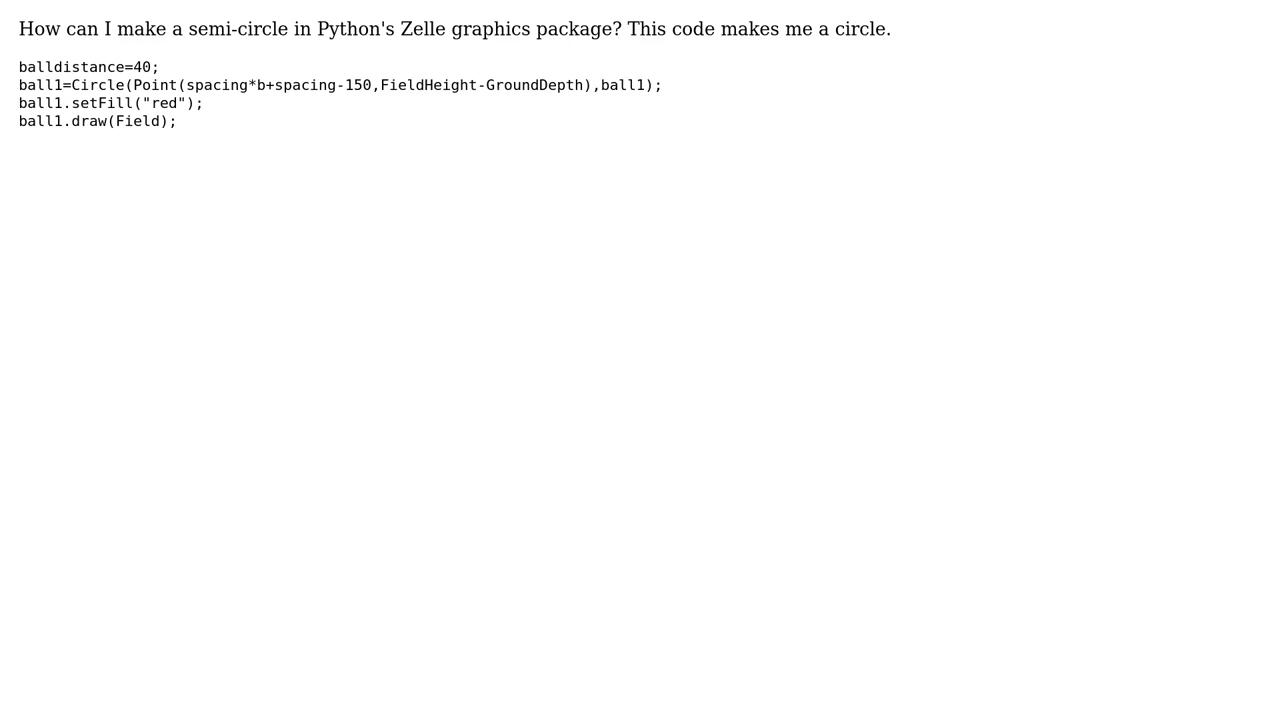 How can I make a semi-circle in Python's Zelle graphics package? This code makes me a circle.
balldistance=40;
ball1=Circle(Point(spacing*b+spacing-150,FieldHeight-GroundDepth),ball1);
ball1.setFill("red");
ball1.draw(Field);